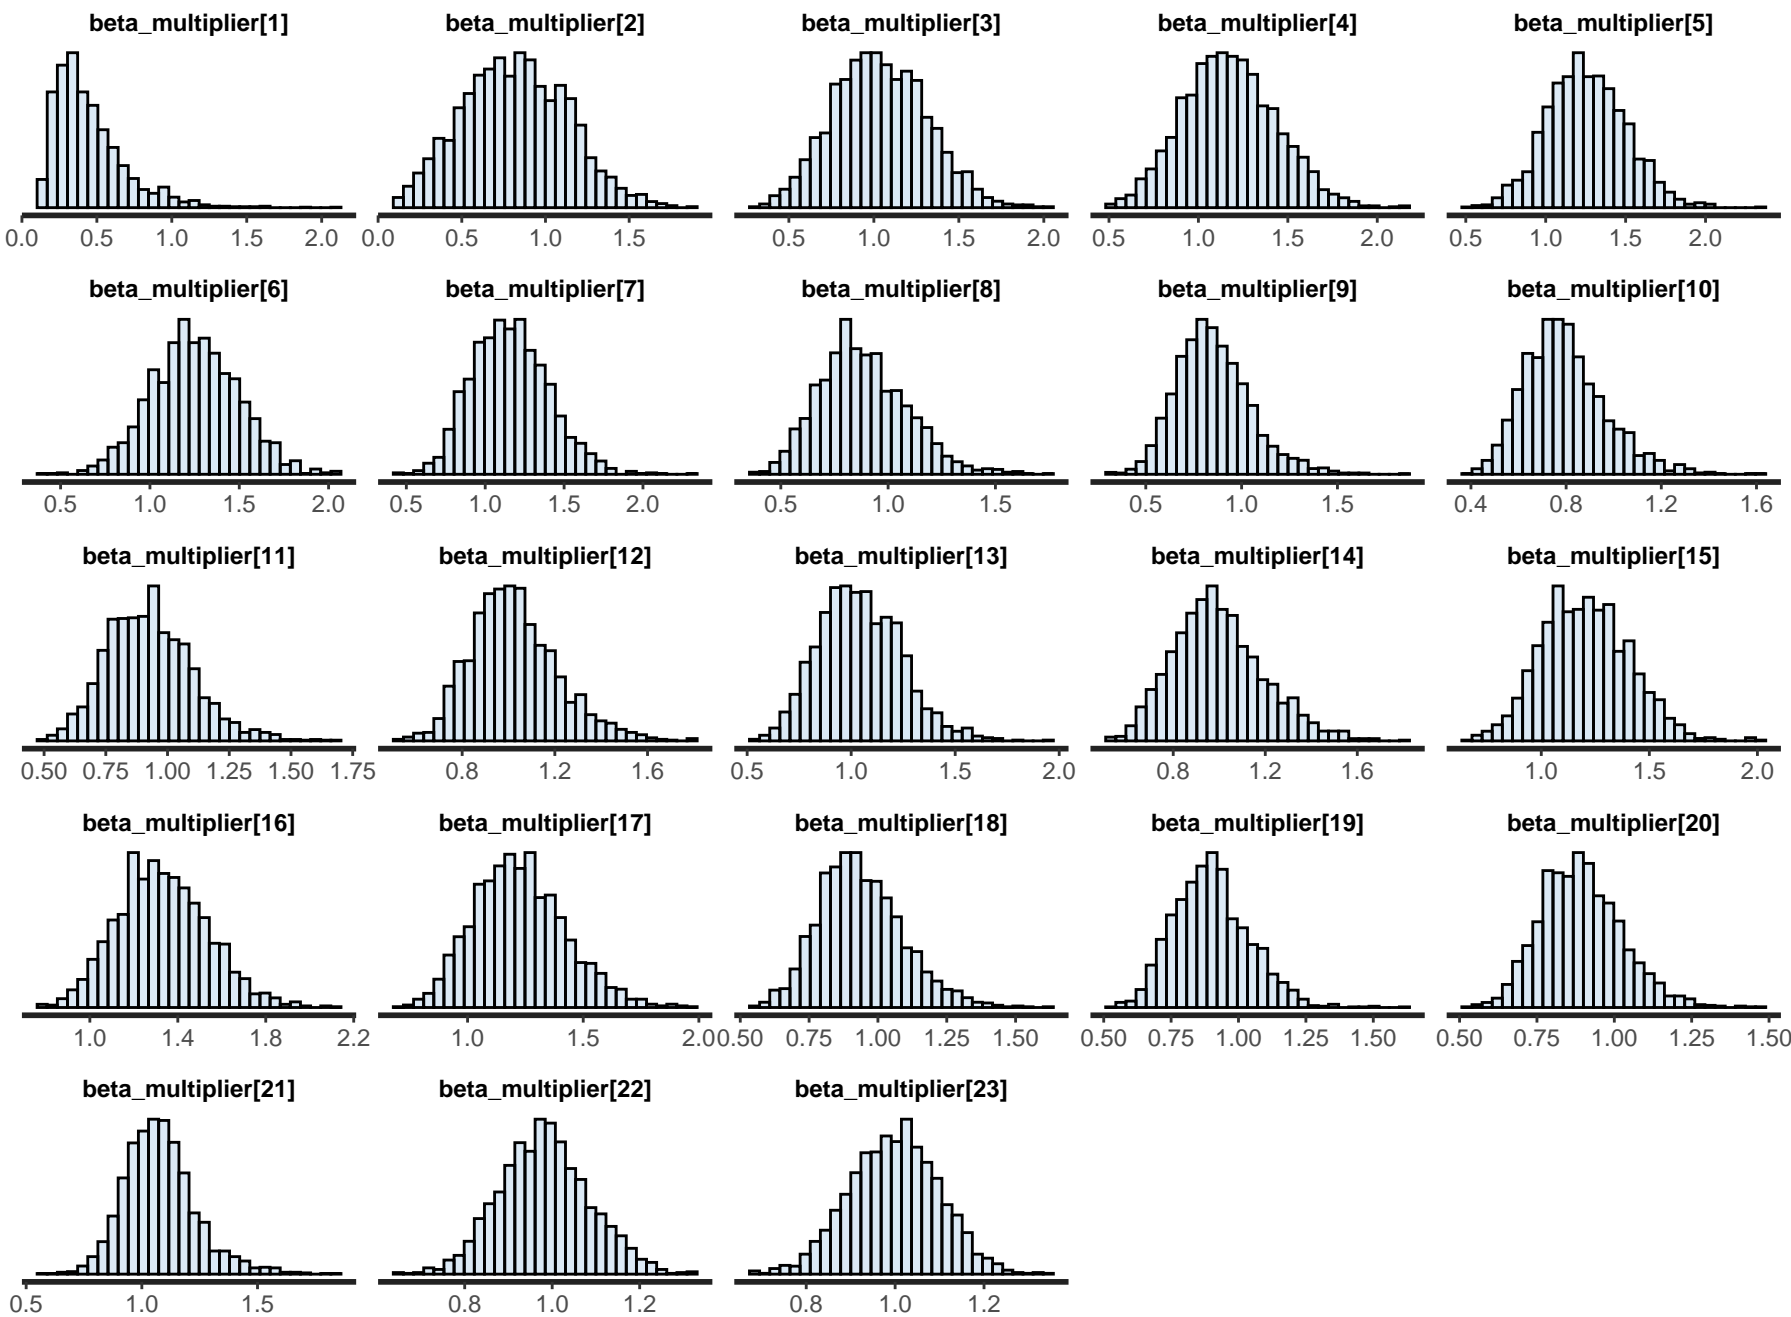 beta_multiplier[1] beta_multiplier[2] beta_multiplier[3] beta_multiplier[4] beta_multiplier[5]
0.0 0.5 1.0 1.5 2.0 0.0 0.5 1.0 1.5 0.5 1.0 1.5 2.0 0.5 1.0 1.5 2.0 0.5 1.0 1.5 2.0
beta_multiplier[6] beta_multiplier[7] beta_multiplier[8] beta_multiplier[9] beta_multiplier[10]
0.5 1.0 1.5 2.0 0.5 1.0 1.5 2.0 0.5 1.0 1.5 0.5 1.0 1.5 0.4 0.8 1.2 1.6
beta_multiplier[11] beta_multiplier[12] beta_multiplier[13] beta_multiplier[14] beta_multiplier[15]
0.50 0.75 1.00 1.25 1.50 1.75 0.8 1.2 1.6 0.5 1.0 1.5 2.0 0.8 1.2 1.6 1.0 1.5 2.0
beta_multiplier[16] beta_multiplier[17] beta_multiplier[18] beta_multiplier[19] beta_multiplier[20]
1.0 1.4 1.8 2.2 1.0 1.5 2.0 0.50 0.75 1.00 1.25 1.50 0.50 0.75 1.00 1.25 1.50 0.50 0.75 1.00 1.25 1.50
beta_multiplier[21] beta_multiplier[22] beta_multiplier[23]
0.5 1.0 1.5 0.8 1.0 1.2 0.8 1.0 1.2